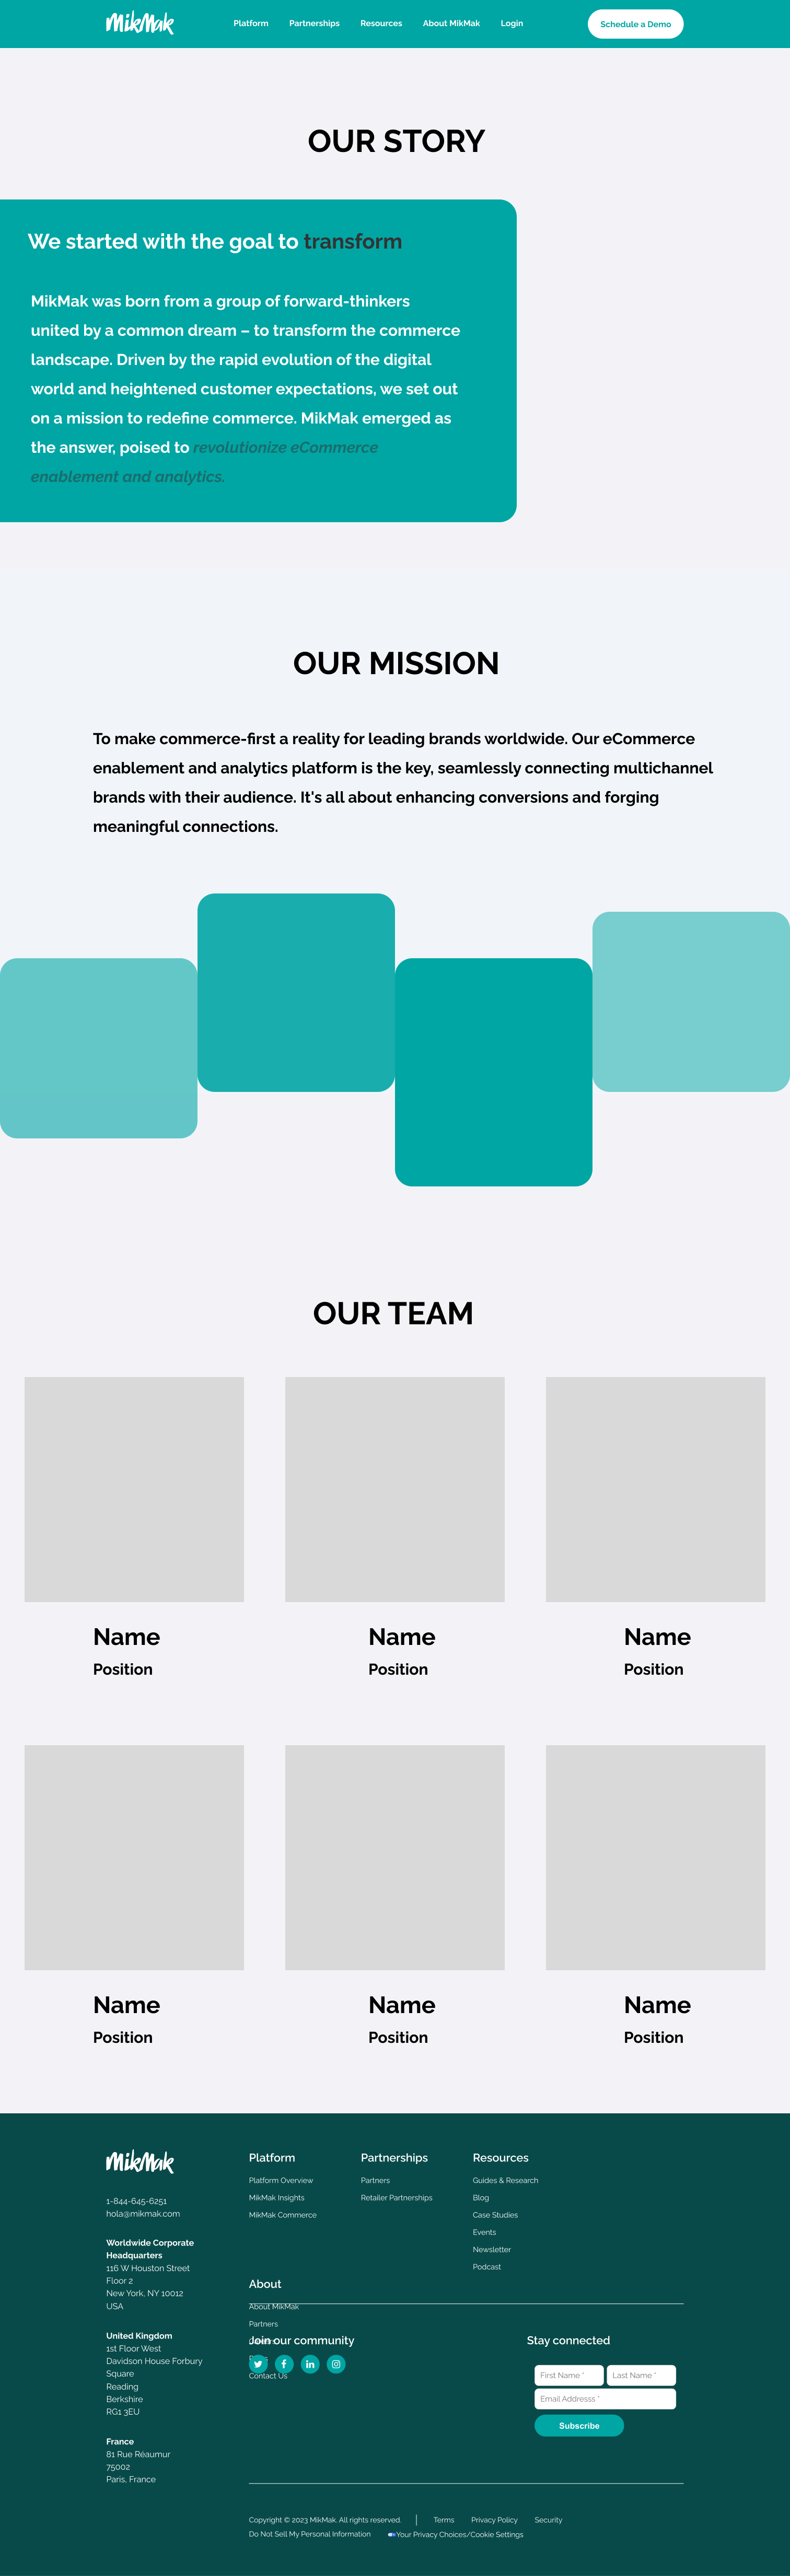 MikMak
Platform Partnerships Resources About MikMak Login
Schedule a Demo
OUR STORY
We started with the goal to transform
MikMak was born from a group of forward-thinkers
united by a common dream – to transform the commerce
landscape. Driven by the rapid evolution of the digital
world and heightened customer expectations, we set out
on a mission to redefine commerce. MikMak emerged as
the answer, poised to revolutionize eCommerce
enablement and analytics.
OUR MISSION
To make commerce-first a reality for leading brands worldwide. Our eCommerce
enablement and analytics platform is the key, seamlessly connecting multichannel
brands with their audience. It's all about enhancing conversions and forging
meaningful connections.
OUR TEAM
Name
Position
Name
Position
Name
Position
Name
Position
Name
Position
Name
Position
MikMak
1-844-645-6251
hola@mikmak.com
Worldwide Corporate
Headquarters
116 W Houston Street
Floor 2
New York, NY 10012
USA
United Kingdom
1st Floor West
Davidson House Forbury
Square
Reading
Berkshire
RG1 3EU
France
81 Rue Réaumur
75002
Paris, France
Platform
Platform Overview
MikMak Insights
MikMak Commerce
Partnerships
Partners
Retailer Partnerships
Resources
Guides & Research
Blog
Case Studies
Events
Newsletter
Podcast
About
About MikMak
Partners
Join our community
Contact Us
Stay connected
First Name *
Last Name *
Email Addresss *
Subscribe
Copyright © 2023 MikMak. All rights reserved. | Terms Privacy Policy Security
Do Not Sell My Personal Information Your Privacy Choices/Cookie Settings